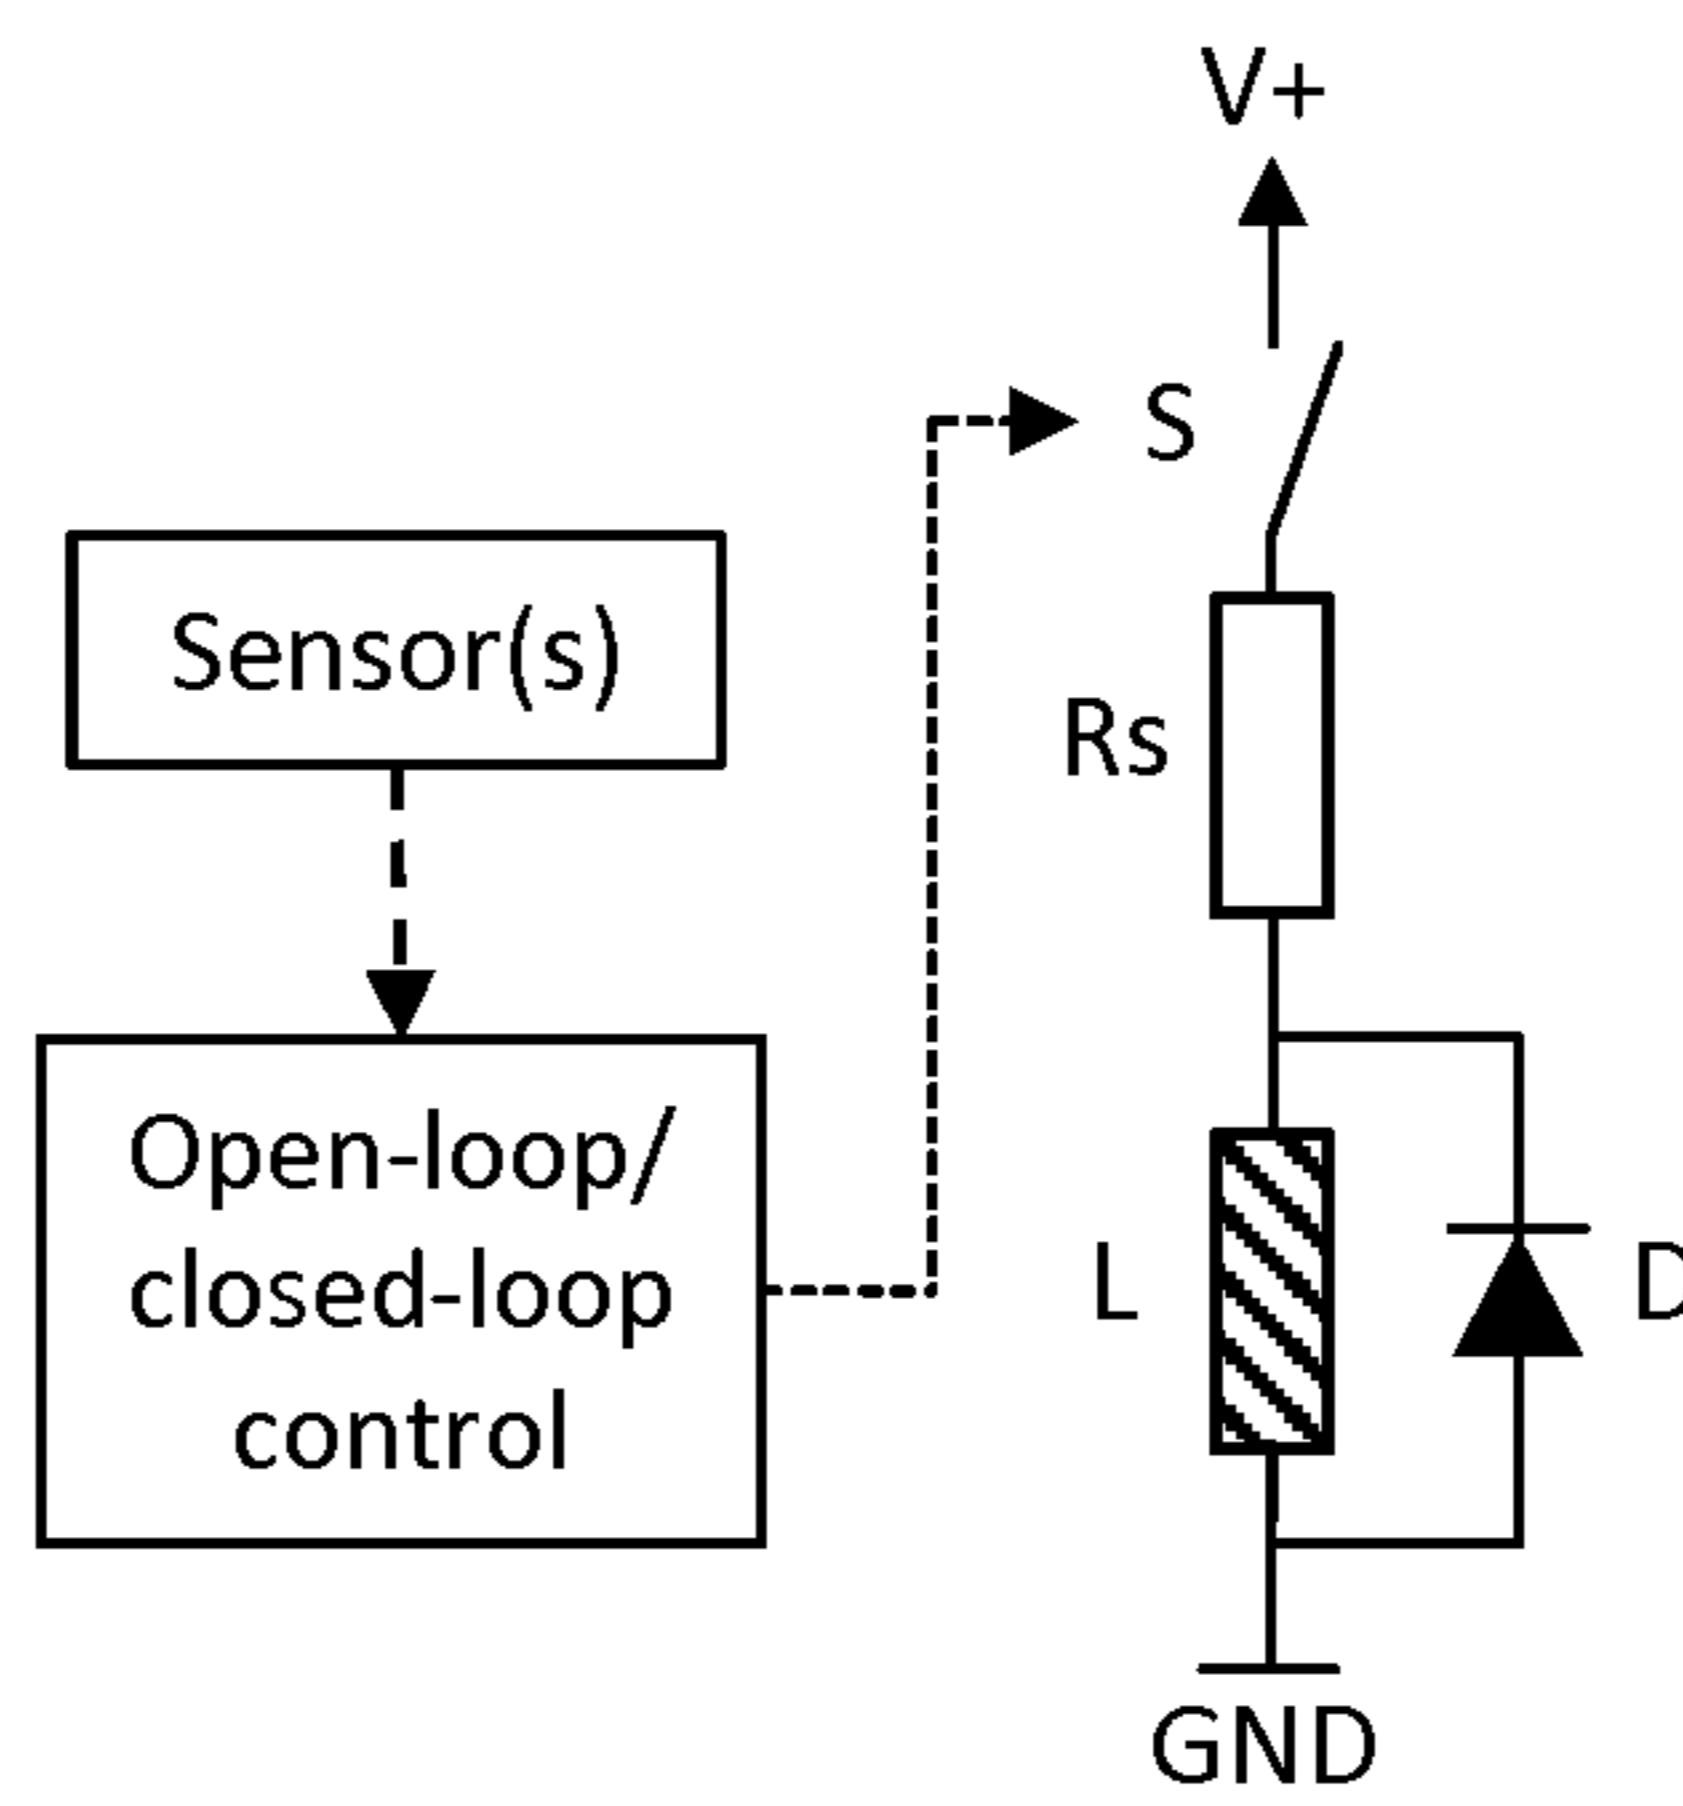 V+
S
Sensor(s)
Rs
Open-loop/
closed-loop
control
L
D
GND